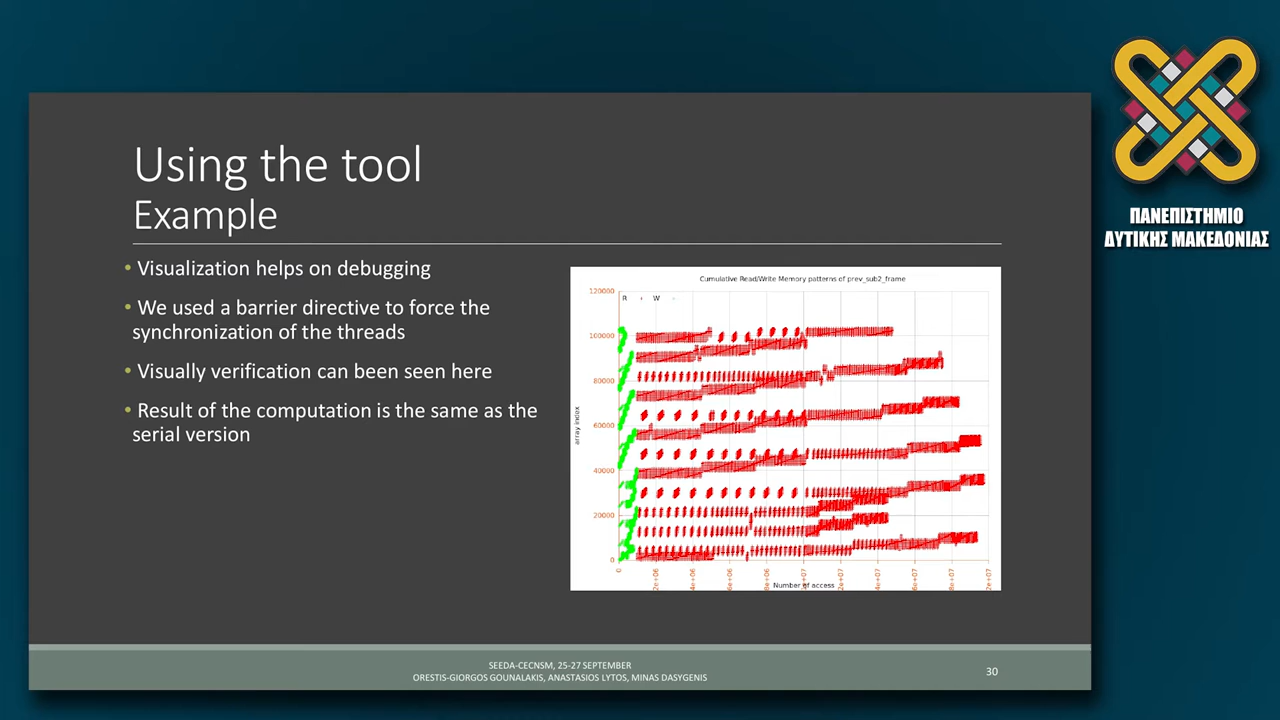 ΠΑΝΕΠΙΣΤΗΜΙΟ
ΔΥΤΙΚΗΣ ΜΑΚΕΔΟΝΙΑΣ
Using the tool
Example
• Visualization helps on debugging
• We used a barrier directive to force the
synchronization of the threads
• Visually verification can been seen here
• Result of the computation is the same as the
serial version
Cumulative Read/Write Memory patterns of prev_sub2_frame
R W
120000
100000
80000
60000
40000
20000
0
array index
0
Number of access
SEEDA-CECNSM, 25-27 SEPTEMBER
ORESTIS-GIORGOS GOUNALAKIS, ANASTASIOS LYTOS, MINAS DASYGENIS
30